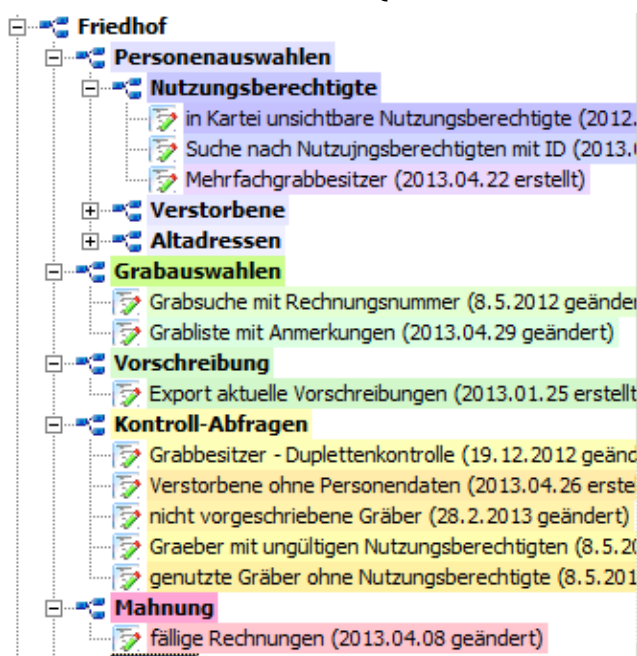 Friedhof
Personenauswahlen
Nutzungsberechtigte
in Kartei unsichtbare Nutzungsberechtigte (2012.
Suche nach Nutzujngsberechtigten mit ID (2013.
Mehrfachgrabbesitzer (2013.04.22 erstellt)
Verstorbene
Altadressen
Grabauswahlen
Grabsuche mit Rechnungsnummer (8.5.2012 geänder
Grabliste mit Anmerkungen (2013.04.29 geändert)
Vorschreibung
Export aktuelle Vorschreibungen (2013.01.25 erstellt
Kontroll-Abfragen
Grabbesitzer - Duplettenkontrolle (19.12.2012 geänd
Verstorbene ohne Personendaten (2013.04.26 erste
nicht vorgeschriebene Gräber (28.2.2013 geändert)
Graeber mit ungültigen Nutzungsberechtigten (8.5.20
genutzte Gräber ohne Nutzungsberechtigte (8.5.201
Mahnung
fällige Rechnungen (2013.04.08 geändert)